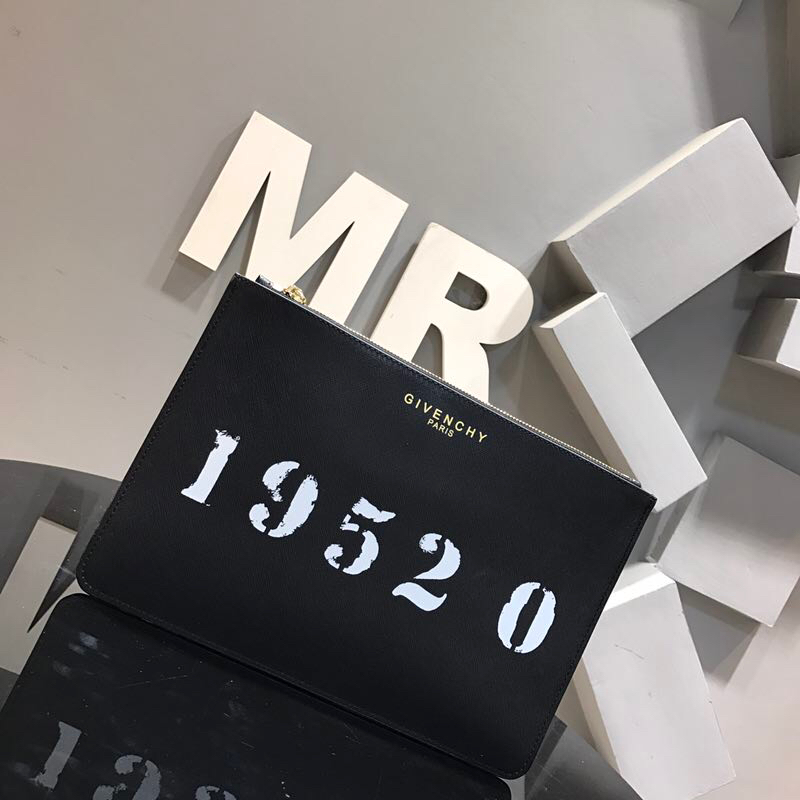 MR
GIVENCHY
PARIS
19520